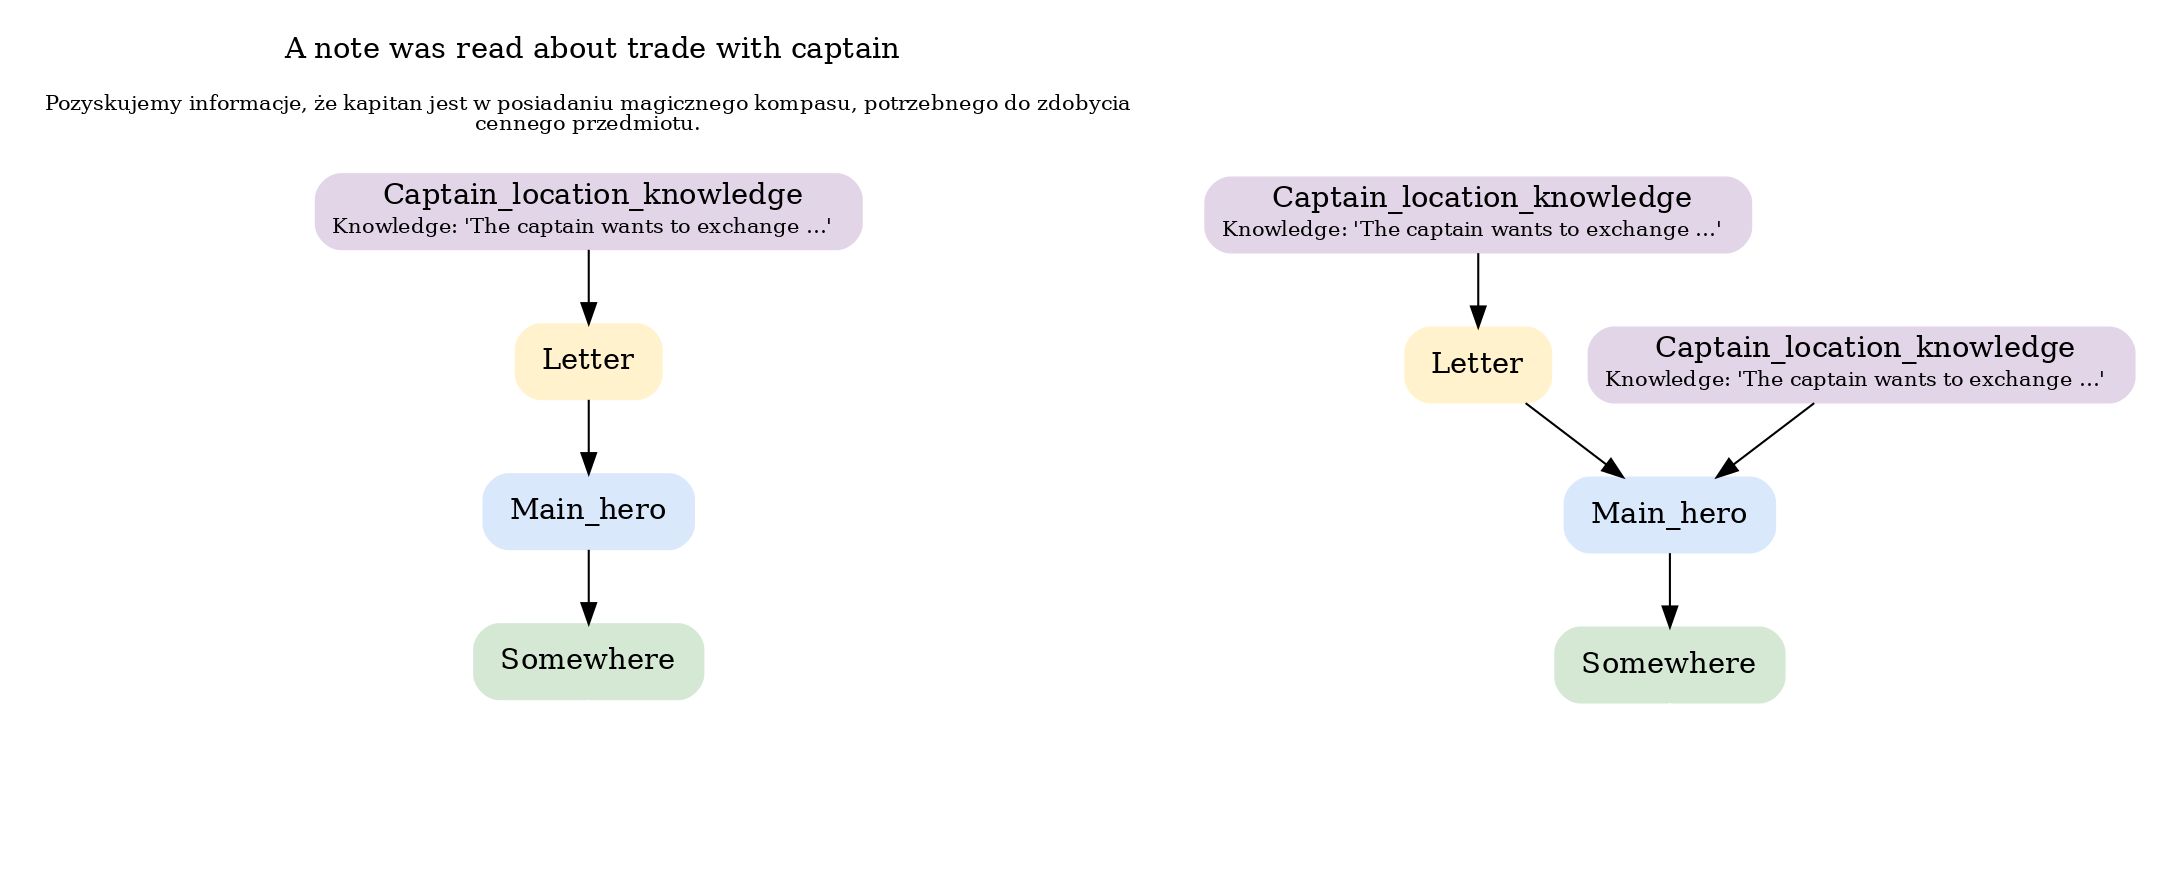 A note was read about trade with captain
Pozyskujemy informacje, że kapitan jest w posiadaniu magicznego kompasu, potrzebnego do zdobycia
cennego przedmiotu.
Captain_location_knowledge
Knowledge: 'The captain wants to exchange ...'
Letter
Main_hero
Somewhere
Captain_location_knowledge
Knowledge: 'The captain wants to exchange ...'
Letter
Captain_location_knowledge
Knowledge: 'The captain wants to exchange ...'
Main_hero
Somewhere